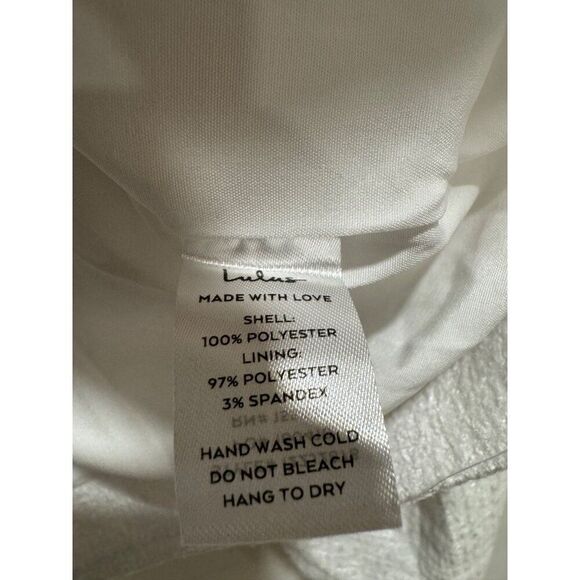 Lulus
MADE WITH LOVE
SHELL:
100% POLYESTER
LINING:
97% POLYESTER
3% SPANDEX
HAND WASH COLD
DO NOT BLEACH
HANG TO DRY